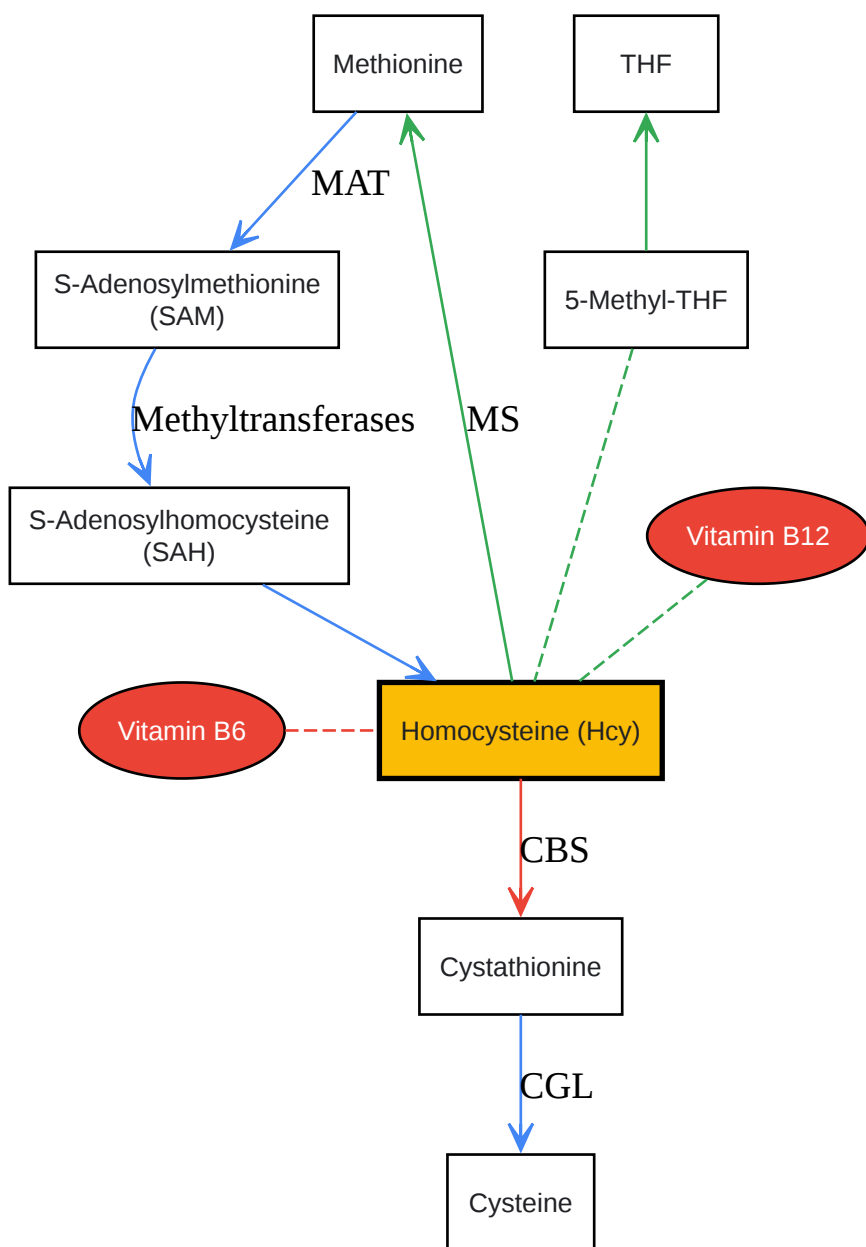 Methionine
THF
MAT
S-Adenosylmethionine
(SAM)
5-Methyl-THF
Methyltransferases
MS
S-Adenosylhomocysteine
(SAH)
Vitamin B12
Vitamin B6
Homocysteine (Hcy)
CBS
Cystathionine
CGL
Cysteine